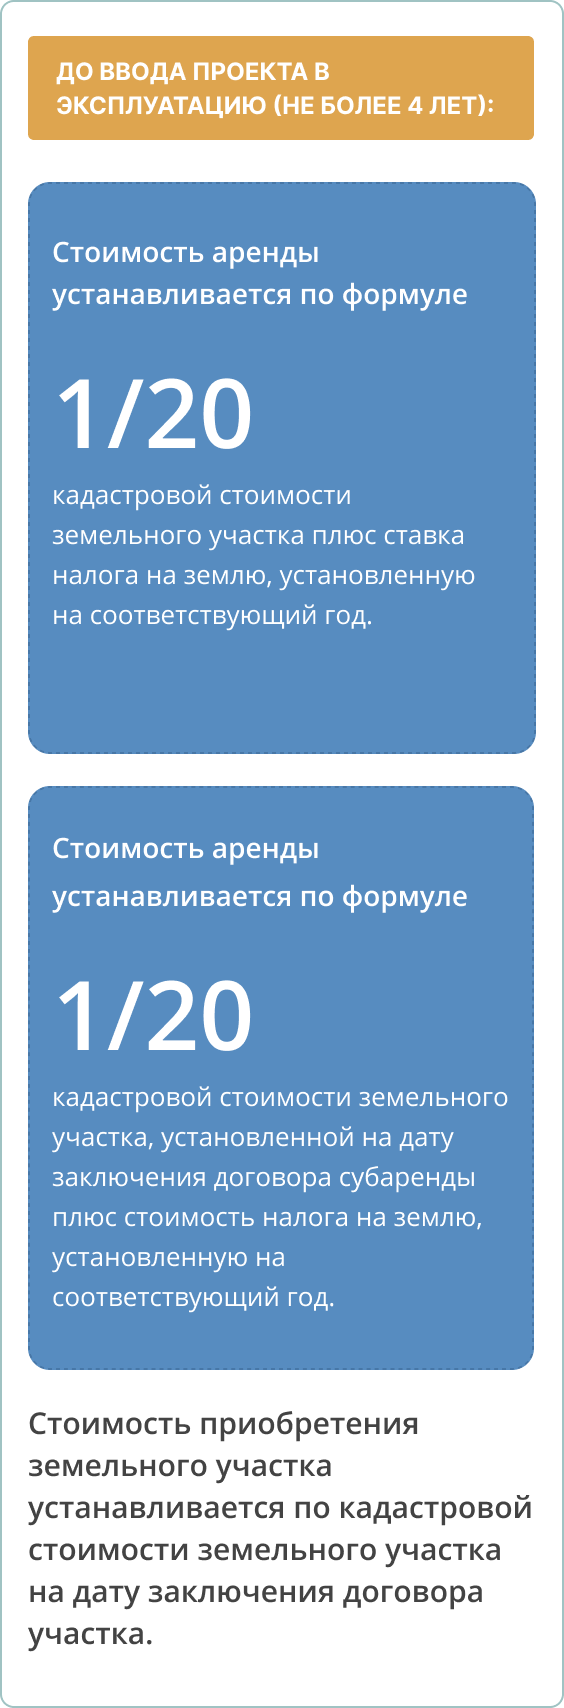 ДО ВВОДА ПРОЕКТА В
ЭКСПЛУАТАЦИЮ (НЕ БОЛЕЕ 4 ЛЕТ):
Стоимость аренды
устанавливается по формуле
1/20
кадастровой стоимости
земельного участка плюс ставка
налога на землю, установленную
на соответствующий год.
Стоимость аренды
устанавливается по формуле
1/20
кадастровой стоимости земельного
участка, установленной на дату
заключения договора субаренды
плюс стоимость налога на землю,
установленную на
соответствующий год.
Стоимость приобретения
земельного участка
устанавливается по кадастровой
стоимости земельного участка
на дату заключения договора
участка.